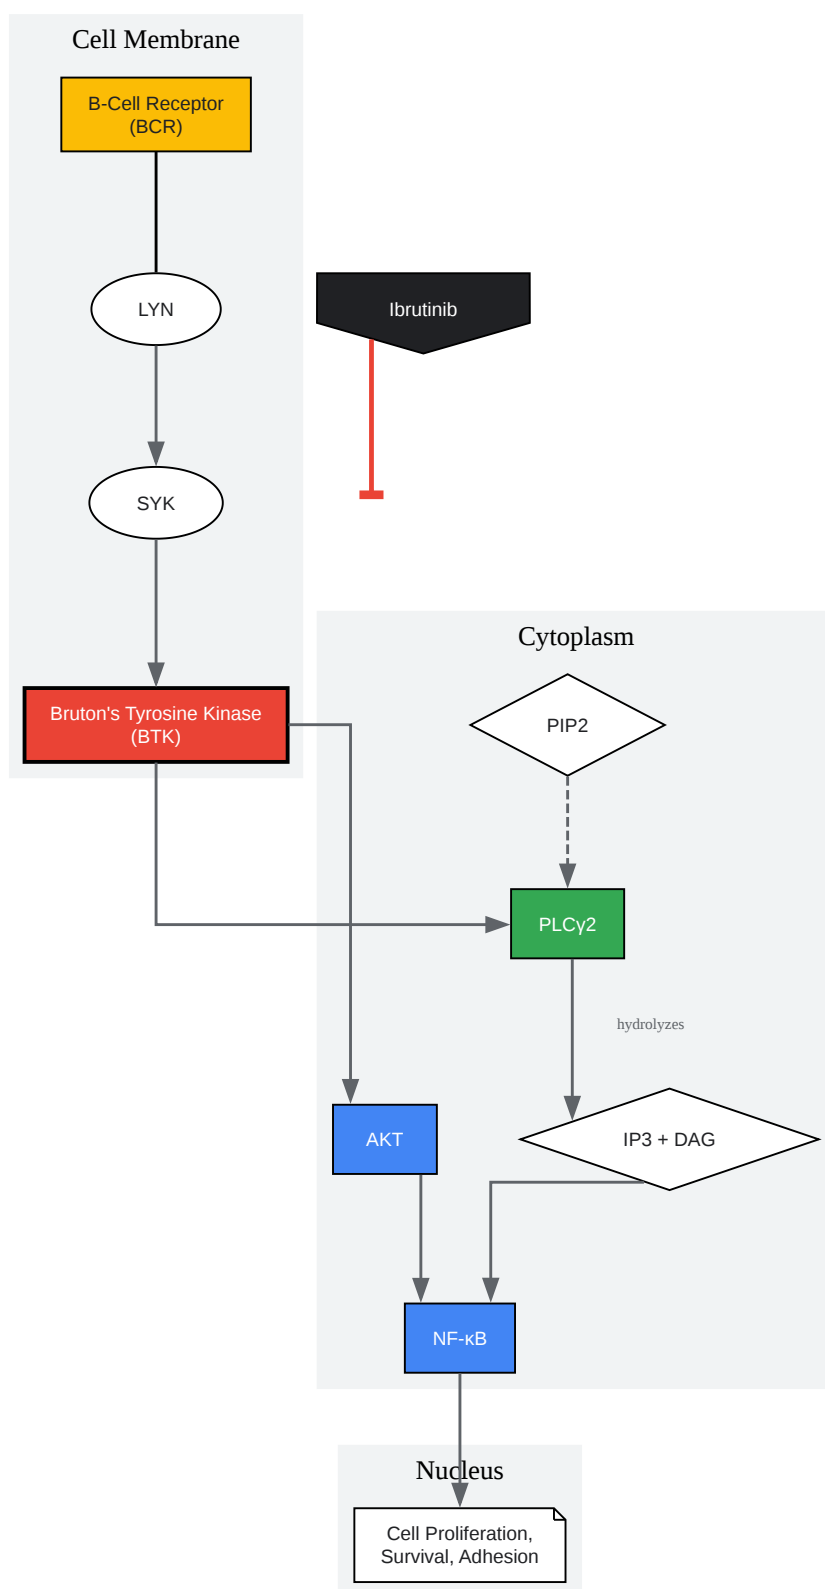 Cell Membrane
B-Cell Receptor
(BCR)
LYN
Ibrutinib
SYK
Cytoplasm
Bruton's Tyrosine Kinase
(BTK)
PIP2
PLCγ2
hydrolyzes
AKT
IP3 + DAG
NF-κB
Nucleus
Cell Proliferation,
Survival, Adhesion